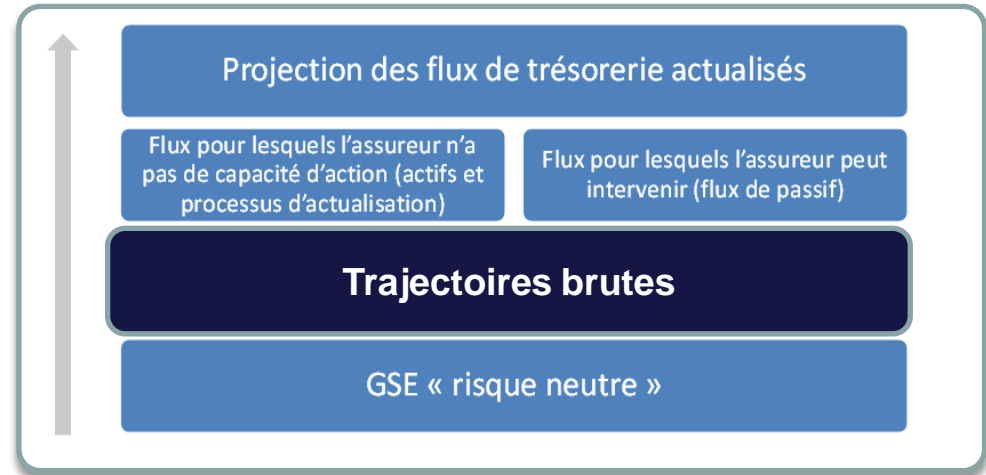 Projection des flux de trésorerie actualisés
Flux pour lesquels l’assureur n’a
pas de capacité d’action (actifs et
processus d’actualisation)
Flux pour lesquels l’assureur peut
intervenir (flux de passif)
Trajectoires brutes
GSE « risque neutre »